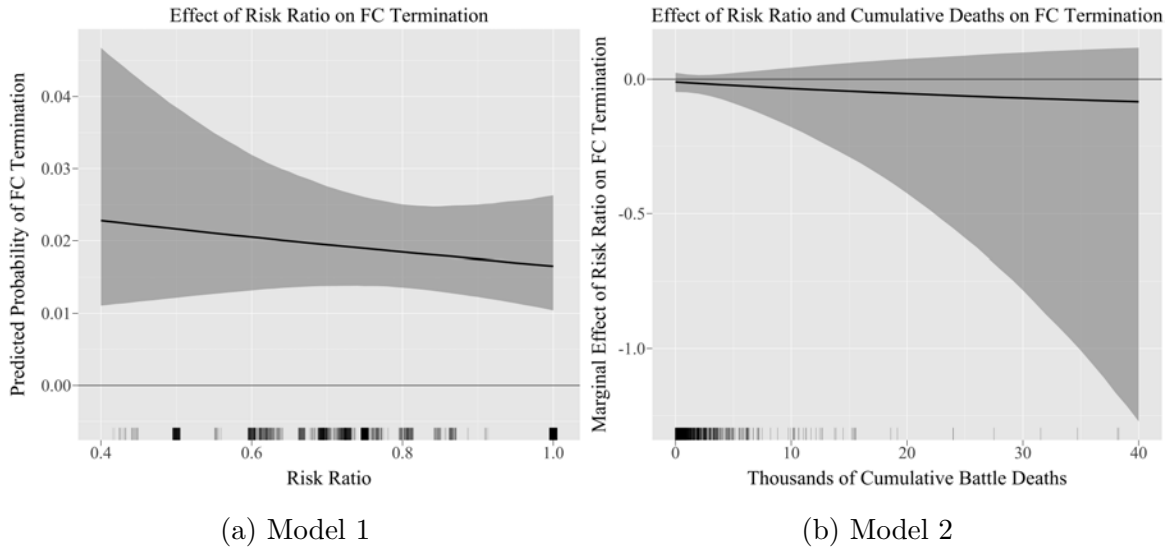 Effect of Risk Ratio on FC Termination
Predicted Probability of FC Termination
0.04
0.03
0.02
0.01
0.00
0.4
0.6
0.8
1.0
Risk Ratio
(a) Model 1
Effect of Risk Ratio and Cumulative Deaths on FC Termination
Marginal Effect of Risk Ratio on FC Termination
0.0
-0.5
-1.0
0
10
20
30
40
Thousands of Cumulative Battle Deaths
(b) Model 2